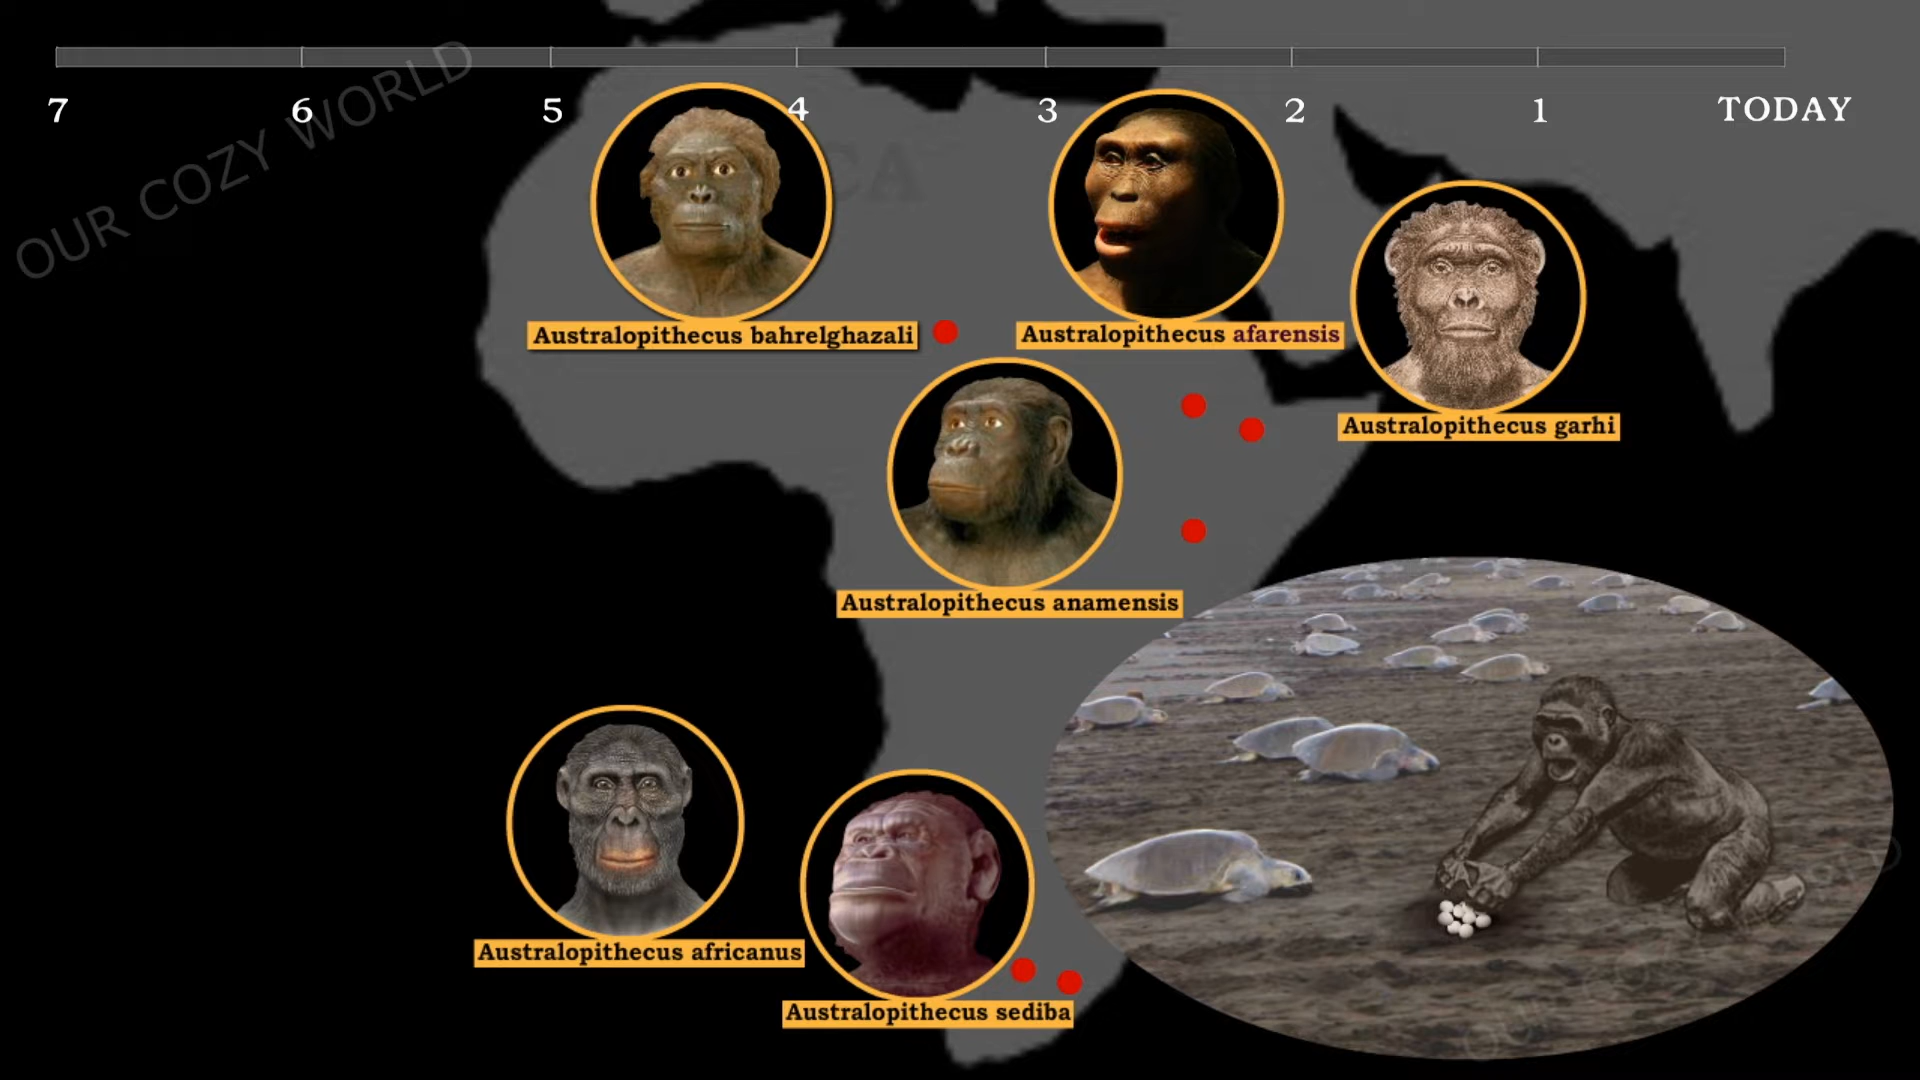 7 6 5 4 3 2 1 TODAY
OUR COZY WORLD
CA
Australopithecus bahrelghazali
Australopithecus afarensis
Australopithecus garhi
Australopithecus anamensis
Australopithecus africanus
Australopithecus sediba